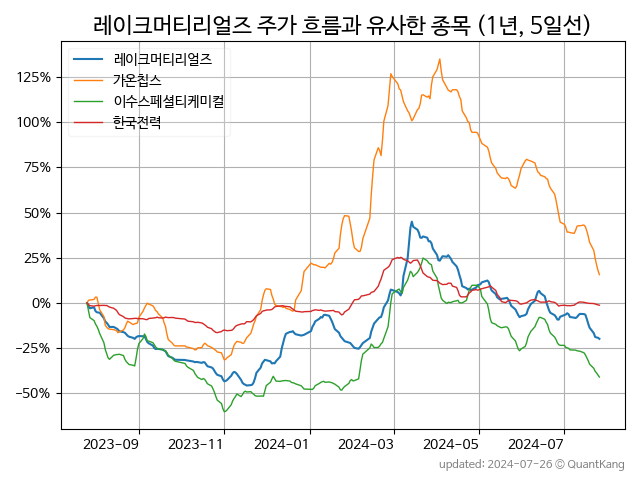 레이크머티리얼즈 주가 흐름과 유사한 종목 (1년, 5일선)
레이크머티리얼즈
가온칩스
이수스페셜티케미컬
한국전력
125%
100%
75%
50%
25%
0%
−25%
−50%
2023−09
2023−11
2024−01
2024−03
2024−05
2024−07
updated: 2024-07-26 © QuantKang